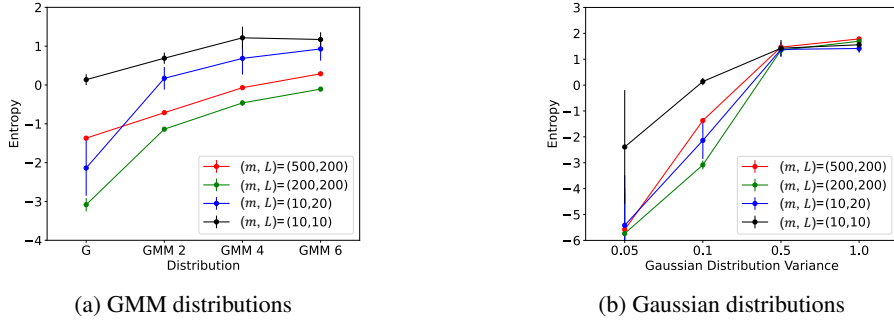 2
1
0
−1
−2
−3
−4
Entropy
G
GMM 2
GMM 4
GMM 6
Distribution
(m, L)=(500,200)
(m, L)=(200,200)
(m, L)=(10,20)
(m, L)=(10,10)
(a) GMM distributions
3
2
1
0
−1
−2
−3
−4
−5
−6
Entropy
0.05
0.1
0.5
1.0
Gaussian Distribution Variance
(m, L)=(500,200)
(m, L)=(200,200)
(m, L)=(10,20)
(m, L)=(10,10)
(b) Gaussian distributions